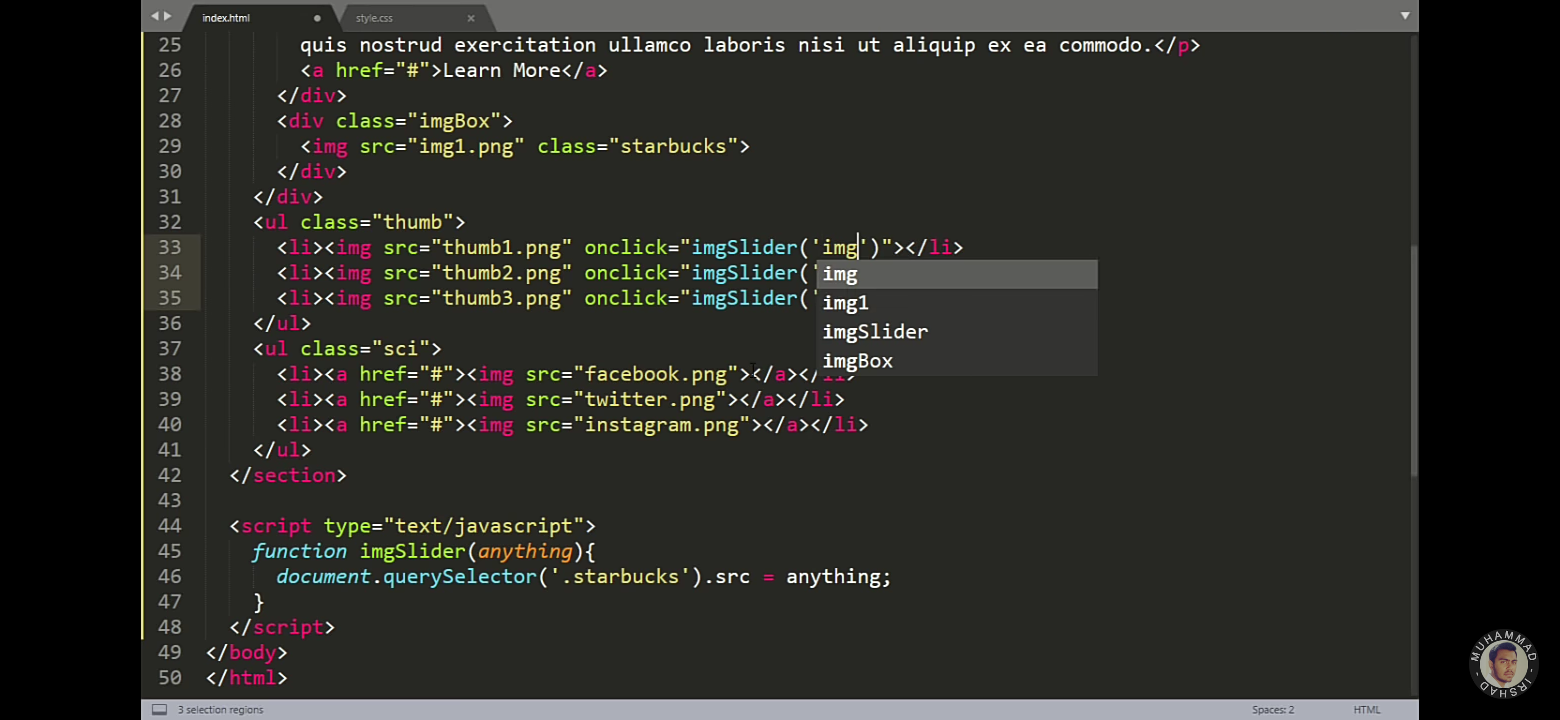 index.html
style.css
25 quis nostrud exercitation ullamco laboris nisi ut aliquip ex ea commodo.</p>
26 <a href="#">Learn More</a>
27 </div>
28 <div class="imgBox">
29 <img src="img1.png" class="starbucks">
30 </div>
31 </div>
32 <ul class="thumb">
33 <li><img src="thumb1.png" onclick="imgSlider('img')"></li>
34 <li><img src="thumb2.png" onclick="imgSlider('
35 <li><img src="thumb3.png" onclick="imgSlider('
img
img1
imgSlider
imgBox
36 </ul>
37 <ul class="sci">
38 <li><a href="#"><img src="facebook.png"></a></li>
39 <li><a href="#"><img src="twitter.png"></a></li>
40 <li><a href="#"><img src="instagram.png"></a></li>
41 </ul>
42 </section>
43
44 <script type="text/javascript">
45 function imgSlider(anything){
46 document.querySelector('.starbucks').src = anything;
47 }
48 </script>
49 </body>
50 </html>
MUHAMMAD
- IRSHAD -
3 selection regions
Spaces: 2
HTML